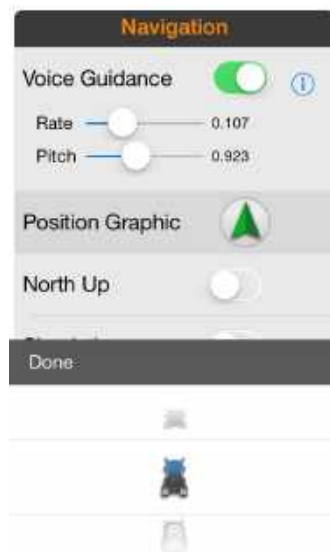 Navigation
Voice Guidance
Rate 0.107
Pitch 0.923
Position Graphic
North Up
Done